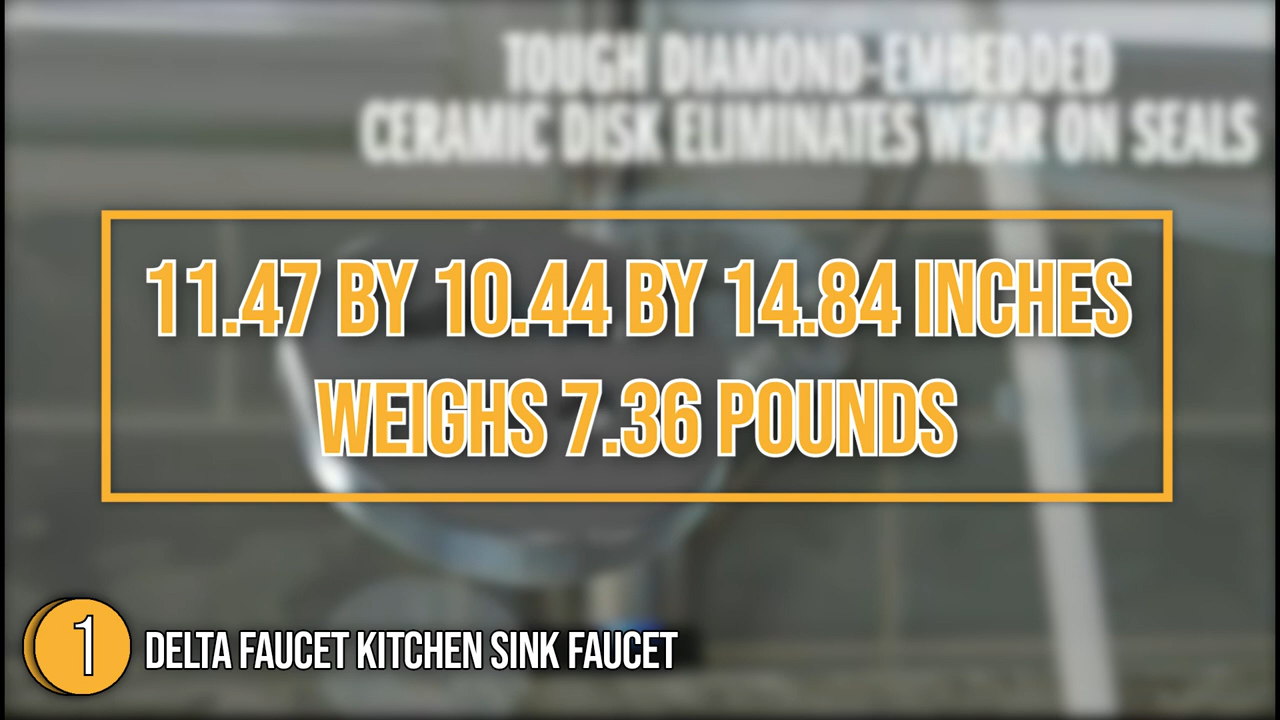 TOUGH DIAMOND-EMBEDDED
CERAMIC DISK ELIMINATES WEAR ON SEALS
11.47 BY 10.44 BY 14.84 INCHES
WEIGHS 7.36 POUNDS
1 DELTA FAUCET KITCHEN SINK FAUCET